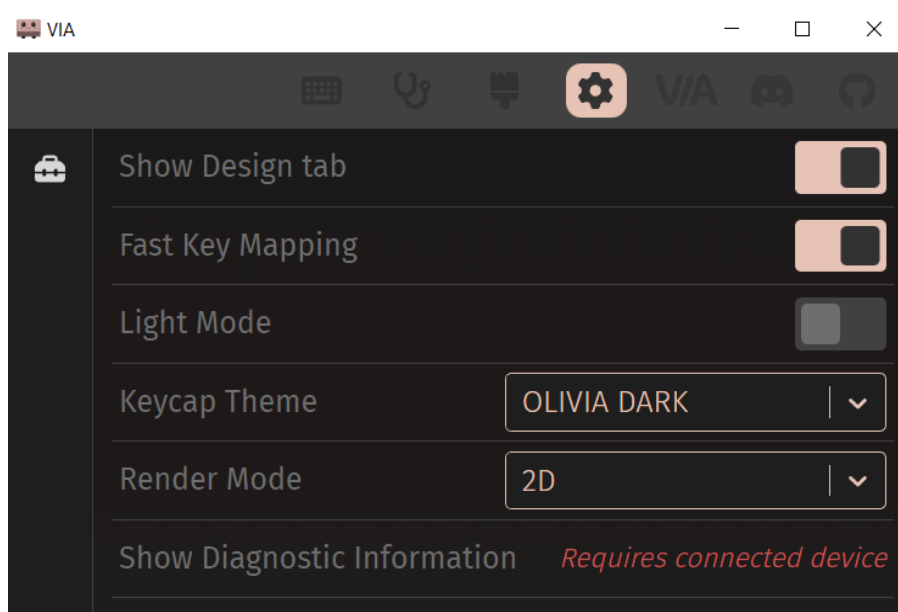 VIA
VIA
Show Design tab
Fast Key Mapping
Light Mode
Keycap Theme
OLIVIA DARK
Render Mode
2D
Show Diagnostic Information
Requires connected device